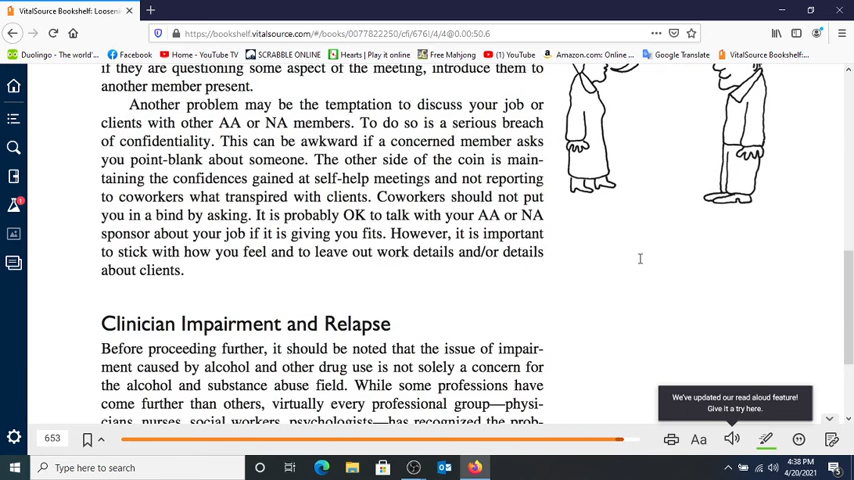 VitalSource Bookshelf: Loosenl
https://bookshelf.vitalsource.com/#/books/0077822250/cfi/676!/4/4@0.00:50.6
Duolingo - The world'... Facebook Home - YouTube TV SCRABBLE ONLINE Hearts | Play it online Free Mahjong (1) YouTube Amazon.com: Online ... Google Translate VitalSource Bookshelf:...
if they are questioning some aspect of the meeting, introduce them to
another member present.
Another problem may be the temptation to discuss your job or
clients with other AA or NA members. To do so is a serious breach
of confidentiality. This can be awkward if a concerned member asks
you point-blank about someone. The other side of the coin is main-
taining the confidences gained at self-help meetings and not reporting
to coworkers what transpired with clients. Coworkers should not put
you in a bind by asking. It is probably OK to talk with your AA or NA
sponsor about your job if it is giving you fits. However, it is important
to stick with how you feel and to leave out work details and/or details
about clients.
Clinician Impairment and Relapse
Before proceeding further, it should be noted that the issue of impair-
ment caused by alcohol and other drug use is not solely a concern for
the alcohol and substance abuse field. While some professions have
come further than others, virtually every professional group—physi-
cians, nurses, social workers, psychologists—has recognized the prob-
We've updated our read aloud feature!
Give it a try here.
653
Aa
Type here to search
4:38 PM
4/20/2021